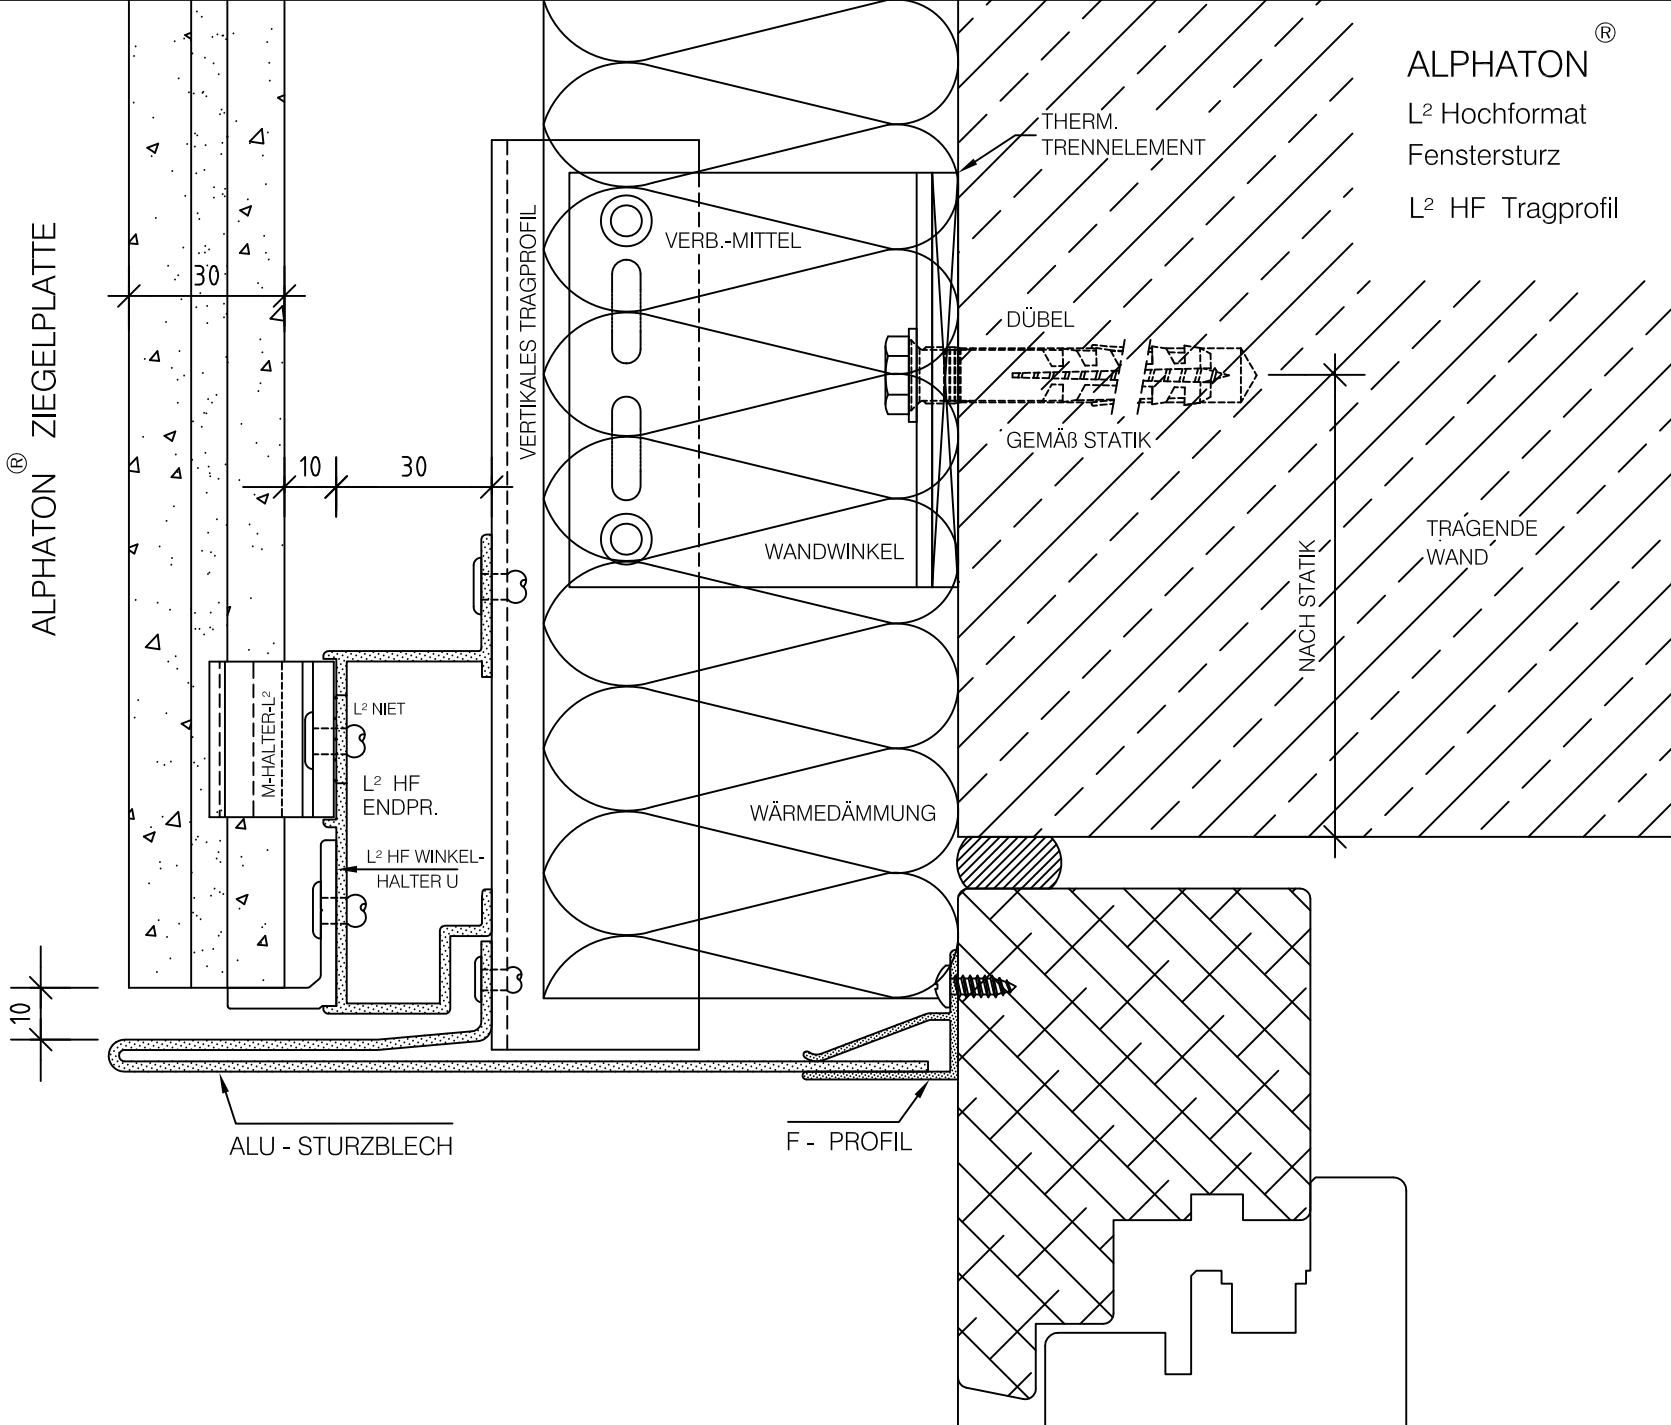 ®
ALPHATON
L² Hochformat
Fenstersturz
L² HF Tragprofil
THERM.
TRENNELEMENT
ALPHATON® ZIEGELPLATTE
30
VERTIKALES TRAGPROFIL
VERB.-MITTEL
DÜBEL
GEMÄß STATIK
10
30
WANDWINKEL
TRAGENDE
WAND
NACH STATIK
M-HALTER-L²
L² NIET
L² HF
ENDPR.
WÄRMEDÄMMUNG
L² HF WINKEL-
HALTER U
10
ALU - STURZBLECH
F - PROFIL